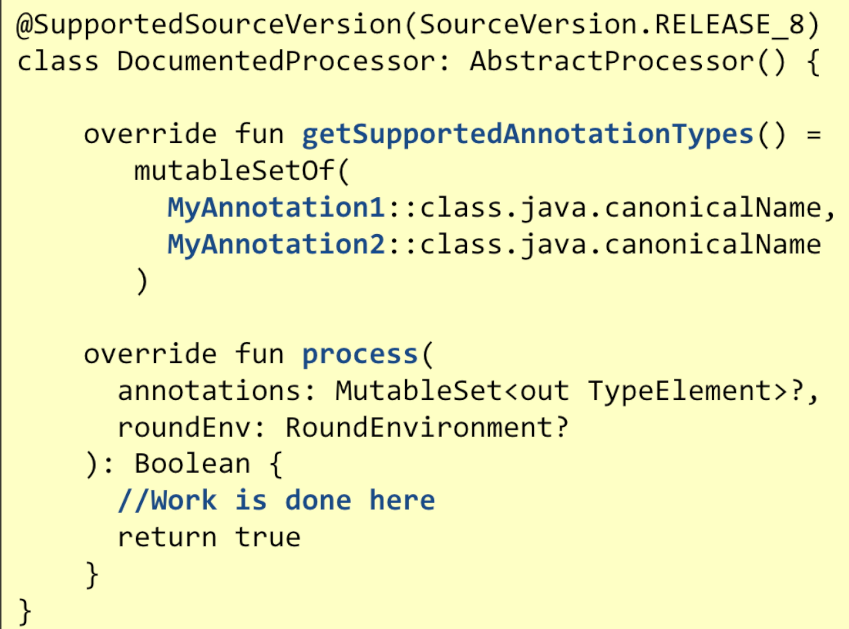 @SupportedSourceVersion(SourceVersion.RELEASE_8)
class DocumentedProcessor: AbstractProcessor() {
override fun getSupportedAnnotationTypes() =
mutableSetOf(
MyAnnotation1::class.java.canonicalName,
MyAnnotation2::class.java.canonicalName
)
override fun process(
annotations: MutableSet<out TypeElement>?,
roundEnv: RoundEnvironment?
): Boolean {
//Work is done here
return true
}
}